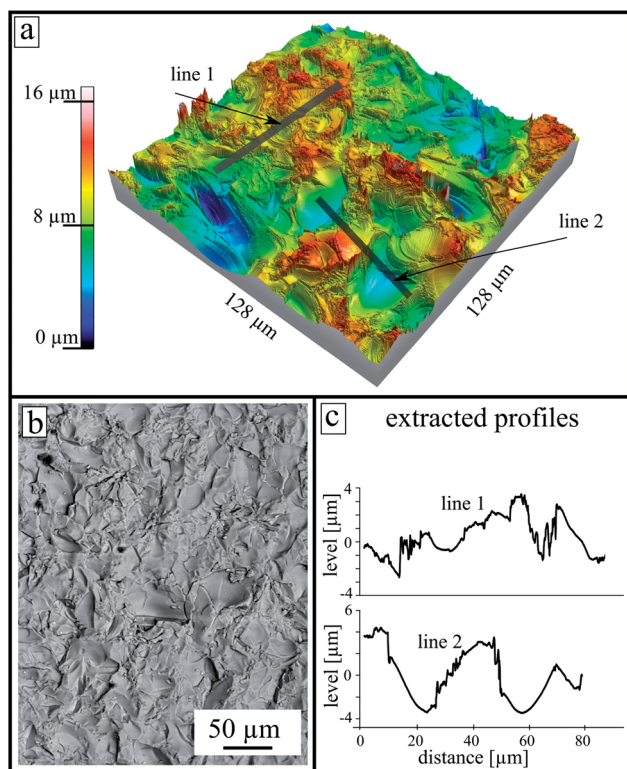 a
line 1
16 µm
8 µm
0 µm
line 2
128 µm
128 µm
b
50 µm
c
extracted profiles
level [µm]
4
0
-4
line 1
level [µm]
6
0
-4
line 2
0
20
40
60
80
distance [µm]